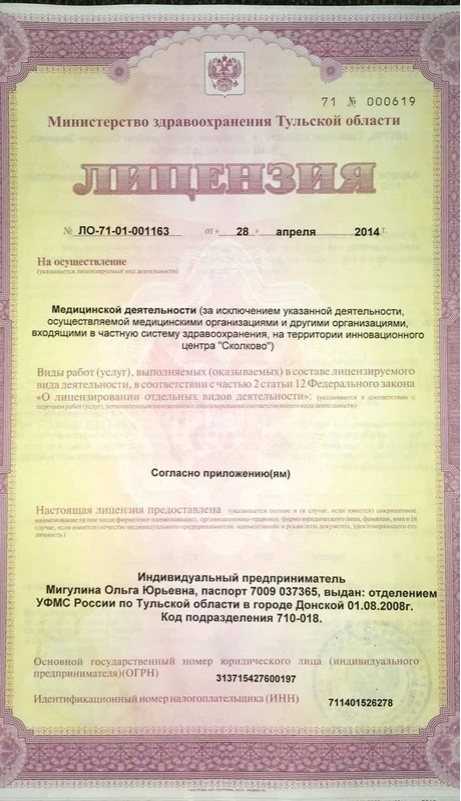 71 № 000619
Министерство здравоохранения Тульской области
ЛИЦЕНЗИЯ
№ ЛО-71-01-001163 от « 28 » апреля 2014 г.
На осуществление
(указывается лицензируемый вид деятельности)
Медицинской деятельности (за исключением указанной деятельности,
осуществляемой медицинскими организациями и другими организациями,
входящими в частную систему здравоохранения, на территории инновационного
центра "Сколково")
Виды работ (услуг), выполняемых (оказываемых) в составе лицензируемого
вида деятельности, в соответствии с частью 2 статьи 12 Федерального закона
«О лицензировании отдельных видов деятельности»: (указываются в соответствии с
перечнем работ (услуг), установленным положением о лицензировании соответствующего вида деятельности)
Согласно приложению(ям)
Настоящая лицензия предоставлена (указывается полное и (в случае, если имеется) сокращенное
наименование (в том числе фирменное наименование), организационно-правовая форма юридического лица, фамилия, имя и (в
случае, если имеется) отчество индивидуального предпринимателя, наименование и реквизиты документа, удостоверяющего его
личность)
Индивидуальный предприниматель
Мигулина Ольга Юрьевна, паспорт 7009 037365, выдан: отделением
УФМС России по Тульской области в городе Донской 01.08.2008г.
Код подразделения 710-018.
Основной государственный номер юридического лица (индивидуального
предпринимателя)(ОГРН) 313715427600197
Идентификационный номер налогоплательщика (ИНН) 711401526278